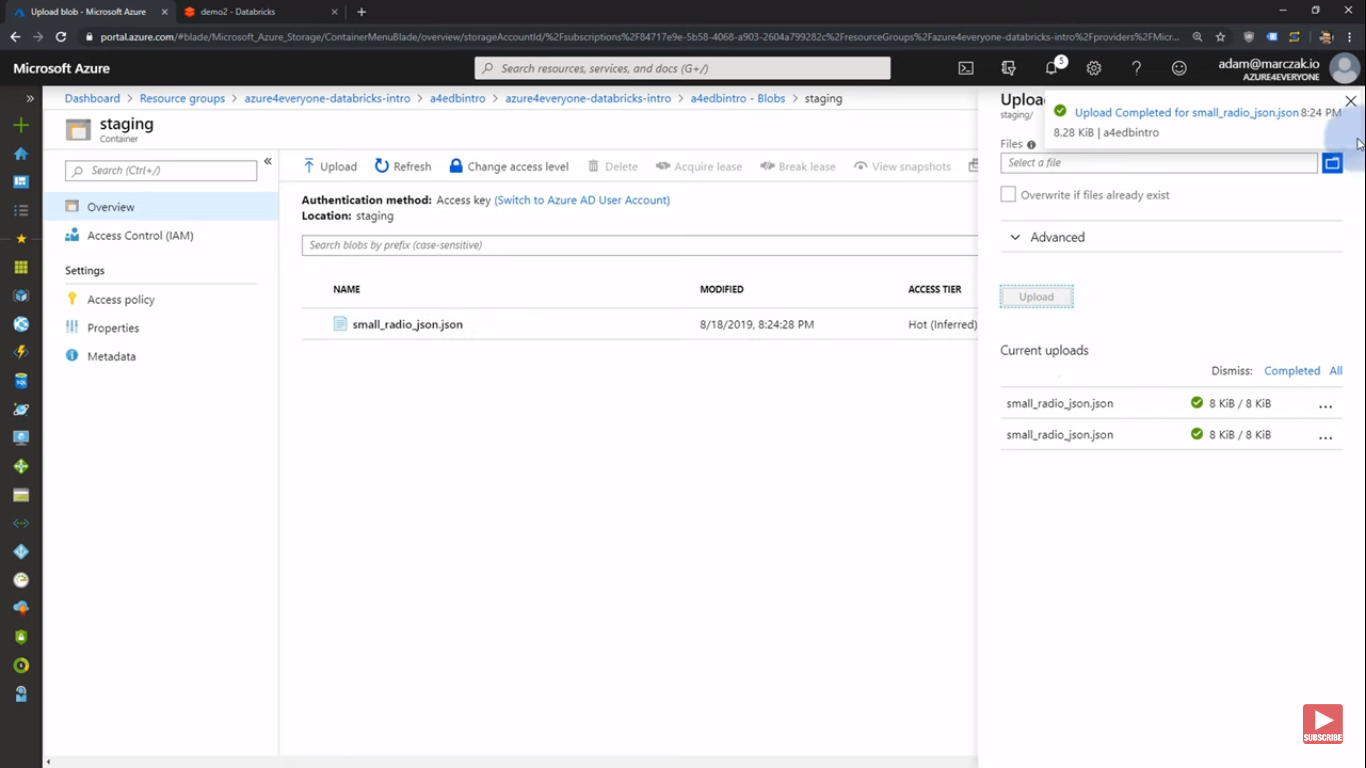 Upload blob - Microsoft Azure
demo2 - Databricks
portal.azure.com/#blade/Microsoft_Azure_Storage/ContainerMenuBlade/overview/storageAccountId/%2Fsubscriptions%2F84717e9e-5b58-4068-a903-2604a799282c%2FresourceGroups%2Fazure4everyone-databricks-intro%2Fproviders%2FMicr...
Microsoft Azure
Search resources, services, and docs (G+/)
5
adam@marczak.io
AZURE4EVERYONE
Dashboard > Resource groups > azure4everyone-databricks-intro > a4edbintro > azure4everyone-databricks-intro > a4edbintro - Blobs > staging
staging
Container
Search (Ctrl+/)
Overview
Access Control (IAM)
Settings
Access policy
Properties
Metadata
Upload Refresh Change access level Delete Acquire lease Break lease View snapshots
Authentication method: Access key (Switch to Azure AD User Account)
Location: staging
Search blobs by prefix (case-sensitive)
NAME MODIFIED ACCESS TIER
small_radio_json.json 8/18/2019, 8:24:28 PM Hot (Inferred)
Uploa
staging/
Upload Completed for small_radio_json.json 8:24 PM
8.28 KiB | a4edbintro
Files
Select a file
Overwrite if files already exist
Advanced
Upload
Current uploads
Dismiss: Completed All
small_radio_json.json 8 KiB / 8 KiB ...
small_radio_json.json 8 KiB / 8 KiB ...
SUBSCRIBE